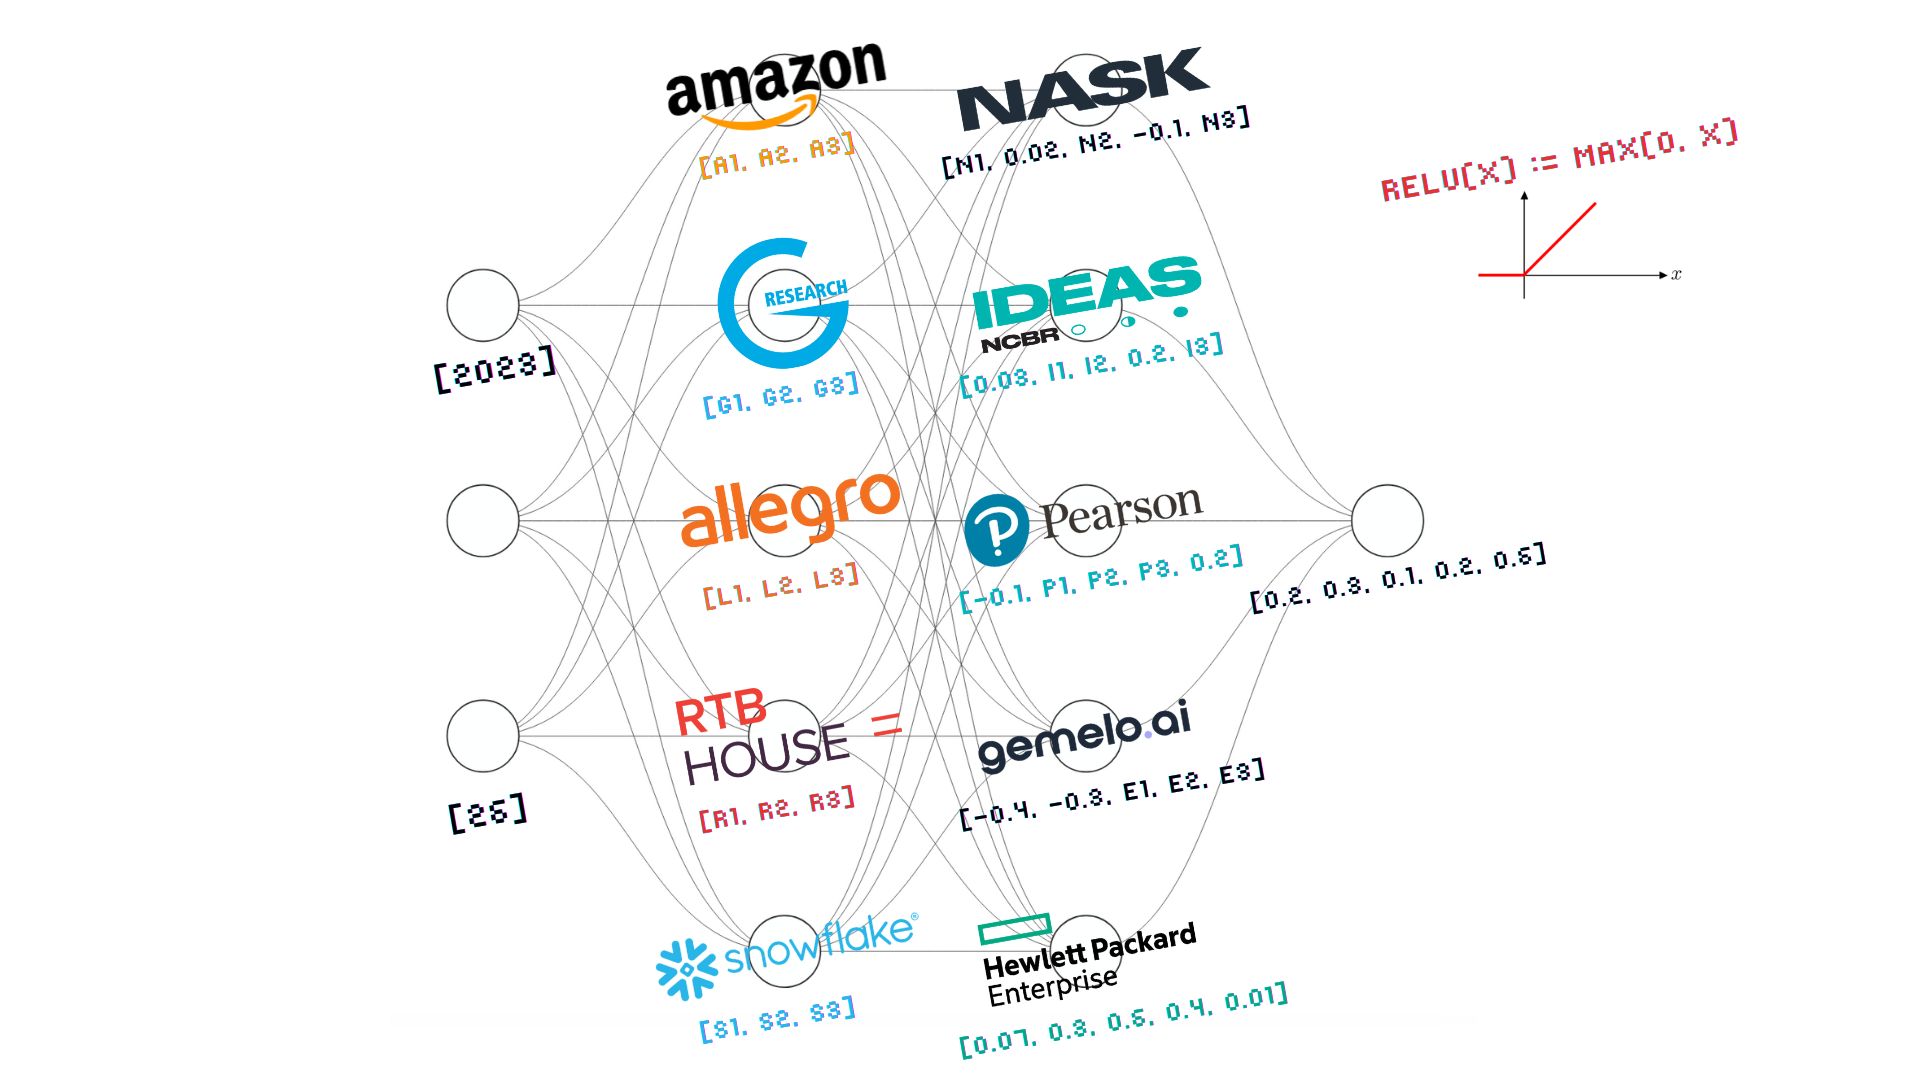 amazon
[A1, A2, A3]
NASK
[N1, 0.02, N2, -0.1, N3]
RELU[X] := MAX[0, X]
x
[2023]
G RESEARCH
[G1, G2, G3]
IDEAS
NCBR
[0.03, I1, I2, 0.2, I3]
allegro
[L1, L2, L3]
Pearson
[-0.1, P1, P2, P3, 0.2]
[0.2, 0.3, 0.1, 0.2, 0.5]
[25]
RTB
HOUSE
[R1, R2, R3]
gemelo.ai
[-0.4, -0.3, E1, E2, E3]
snowflake®
[S1, S2, S3]
Hewlett Packard
Enterprise
[0.07, 0.3, 0.5, 0.4, 0.01]